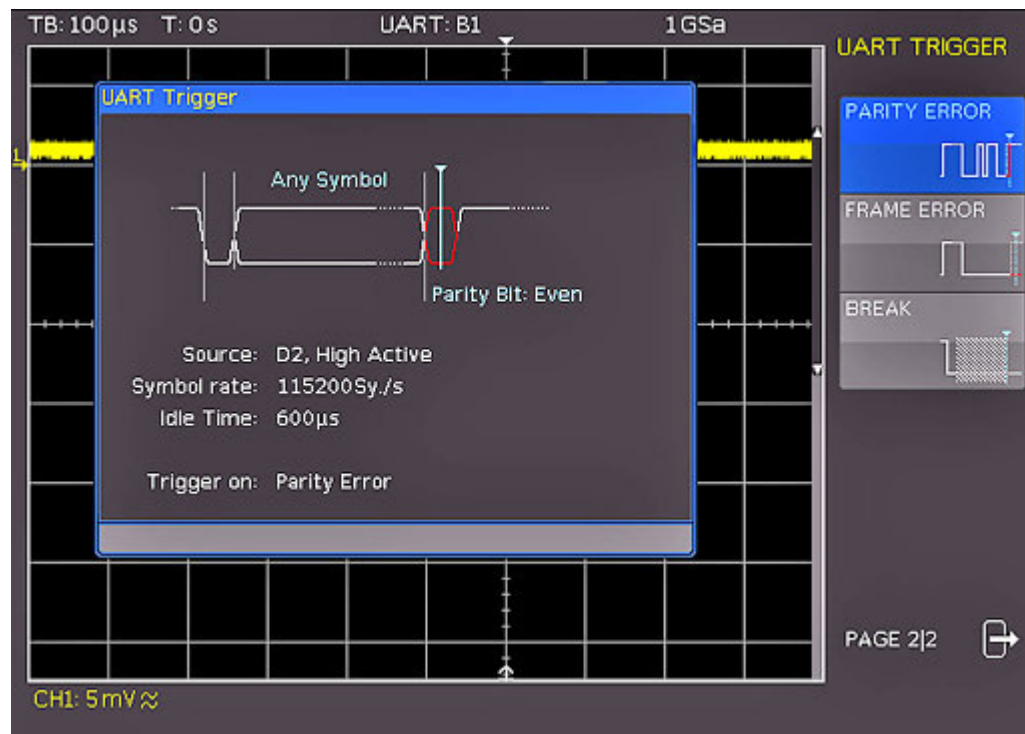 TB: 100µs T: 0s UART: B1 1GSa
UART TRIGGER
UART Trigger
PARITY ERROR
1
Any Symbol
FRAME ERROR
Parity Bit: Even
BREAK
Source: D2, High Active
Symbol rate: 115200Sy./s
Idle Time: 600µs
Trigger on: Parity Error
PAGE 2|2
CH1: 5mV